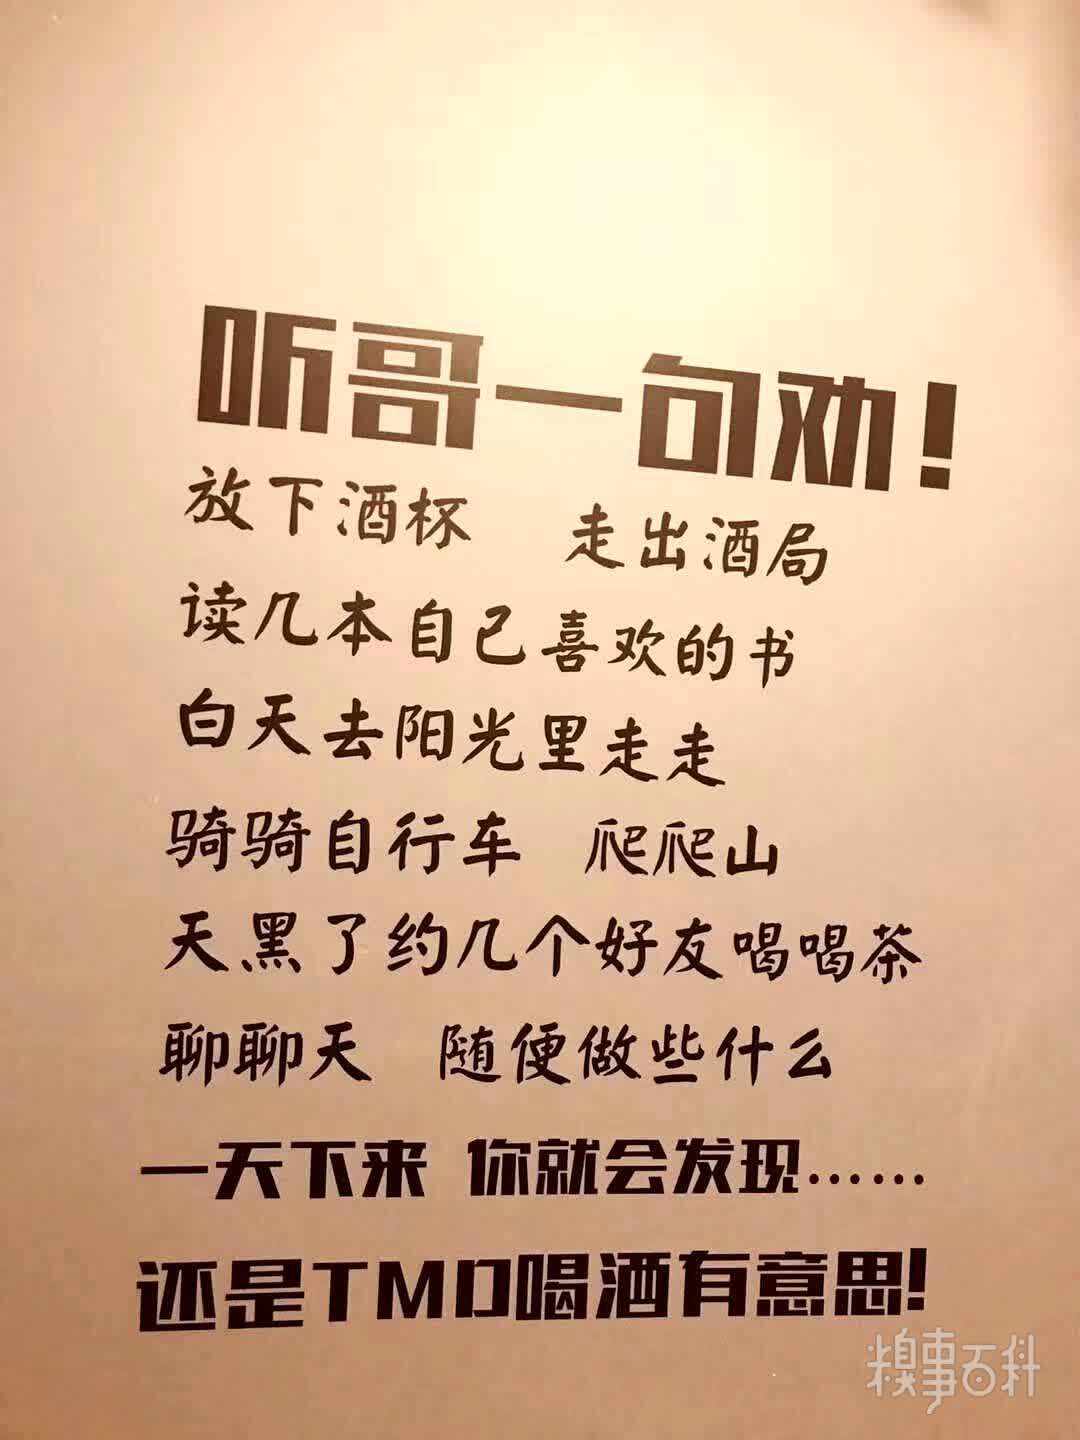 听哥一句劝!
放下酒杯 走出酒局
读几本自己喜欢的书
白天去阳光里走走
骑骑自行车 爬爬山
天黑了约几个好友喝喝茶
聊聊天 随便做些什么
一天下来 你就会发现……
还是TMD喝酒有意思!
糗事百科